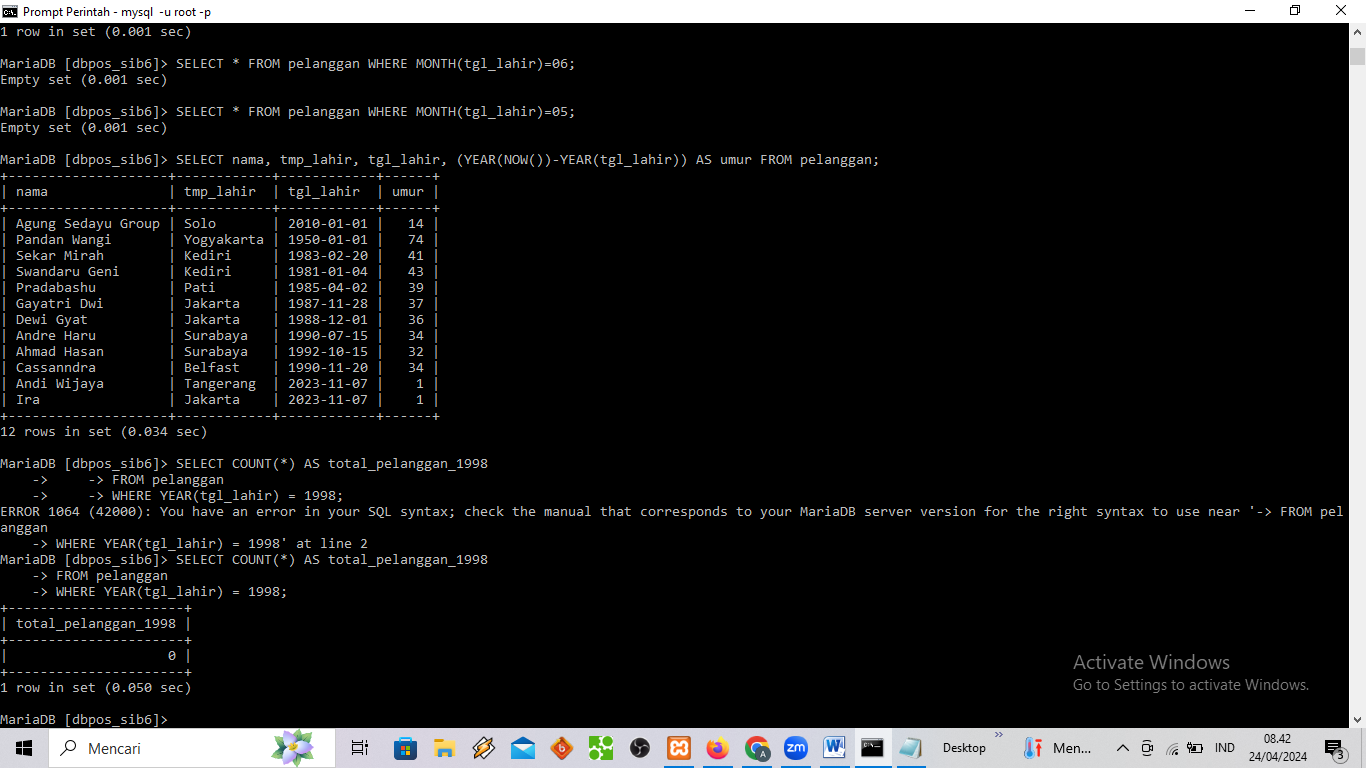 Prompt Perintah - mysql  -u root -p
1 row in set (0.001 sec)

MariaDB [dbpos_sib6]> SELECT * FROM pelanggan WHERE MONTH(tgl_lahir)=06;
Empty set (0.001 sec)

MariaDB [dbpos_sib6]> SELECT * FROM pelanggan WHERE MONTH(tgl_lahir)=05;
Empty set (0.001 sec)

MariaDB [dbpos_sib6]> SELECT nama, tmp_lahir, tgl_lahir, (YEAR(NOW())-YEAR(tgl_lahir)) AS umur FROM pelanggan;
+--------------------+------------+------------+------+
| nama               | tmp_lahir  | tgl_lahir  | umur |
+--------------------+------------+------------+------+
| Agung Sedayu Group | Solo       | 2010-01-01 |   14 |
| Pandan Wangi       | Yogyakarta | 1950-01-01 |   74 |
| Sekar Mirah        | Kediri     | 1983-02-20 |   41 |
| Swandaru Geni      | Kediri     | 1981-01-04 |   43 |
| Pradabashu         | Pati       | 1985-04-02 |   39 |
| Gayatri Dwi        | Jakarta    | 1987-11-28 |   37 |
| Dewi Gyat          | Jakarta    | 1988-12-01 |   36 |
| Andre Haru         | Surabaya   | 1990-07-15 |   34 |
| Ahmad Hasan        | Surabaya   | 1992-10-15 |   32 |
| Cassanndra         | Belfast    | 1990-11-20 |   34 |
| Andi Wijaya        | Tangerang  | 2023-11-07 |    1 |
| Ira                | Jakarta    | 2023-11-07 |    1 |
+--------------------+------------+------------+------+
12 rows in set (0.034 sec)

MariaDB [dbpos_sib6]> SELECT COUNT(*) AS total_pelanggan_1998
    ->     -> FROM pelanggan
    ->     -> WHERE YEAR(tgl_lahir) = 1998;
ERROR 1064 (42000): You have an error in your SQL syntax; check the manual that corresponds to your MariaDB server version for the right syntax to use near '-> FROM pel
anggan
    -> WHERE YEAR(tgl_lahir) = 1998' at line 2
MariaDB [dbpos_sib6]> SELECT COUNT(*) AS total_pelanggan_1998
    -> FROM pelanggan
    -> WHERE YEAR(tgl_lahir) = 1998;
+----------------------+
| total_pelanggan_1998 |
+----------------------+
|                    0 |
+----------------------+
1 row in set (0.050 sec)

MariaDB [dbpos_sib6]>
Activate Windows
Go to Settings to activate Windows.
Mencari
zm
Desktop
Men...
IND
08.42
24/04/2024
3